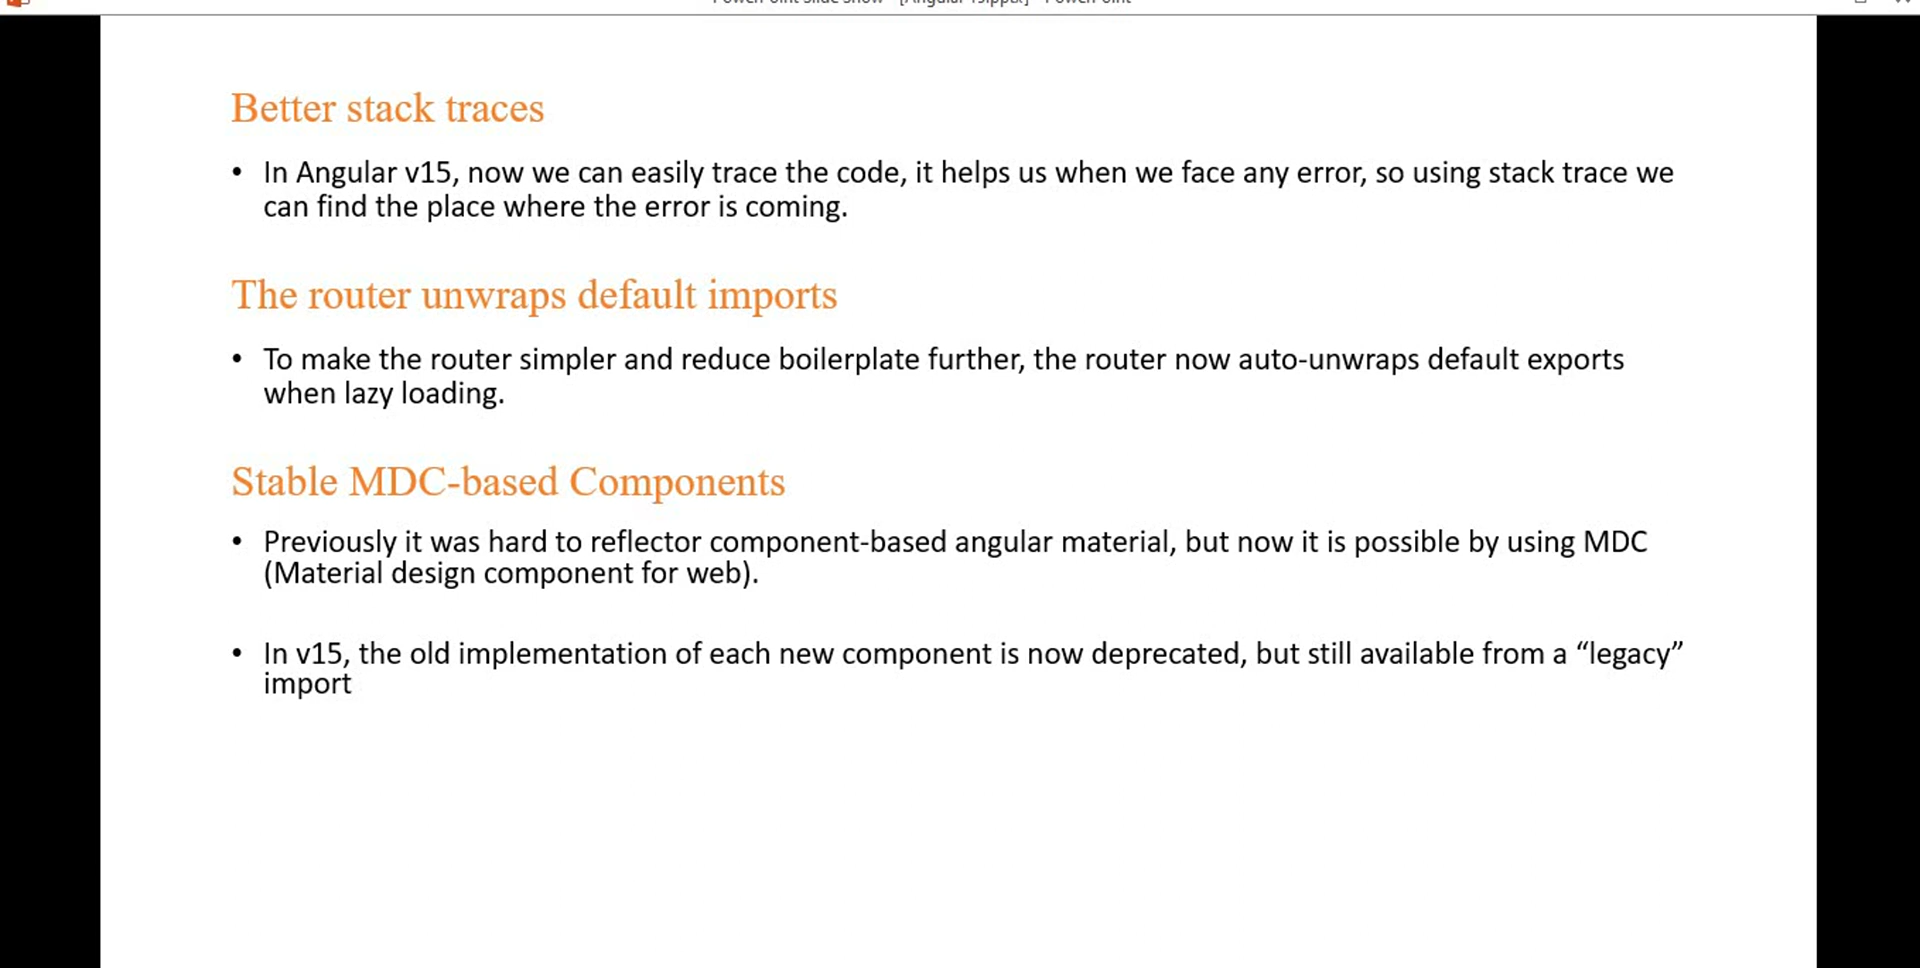 Better stack traces
• In Angular v15, now we can easily trace the code, it helps us when we face any error, so using stack trace we
can find the place where the error is coming.
The router unwraps default imports
• To make the router simpler and reduce boilerplate further, the router now auto-unwraps default exports
when lazy loading.
Stable MDC-based Components
• Previously it was hard to reflector component-based angular material, but now it is possible by using MDC
(Material design component for web).
• In v15, the old implementation of each new component is now deprecated, but still available from a “legacy”
import